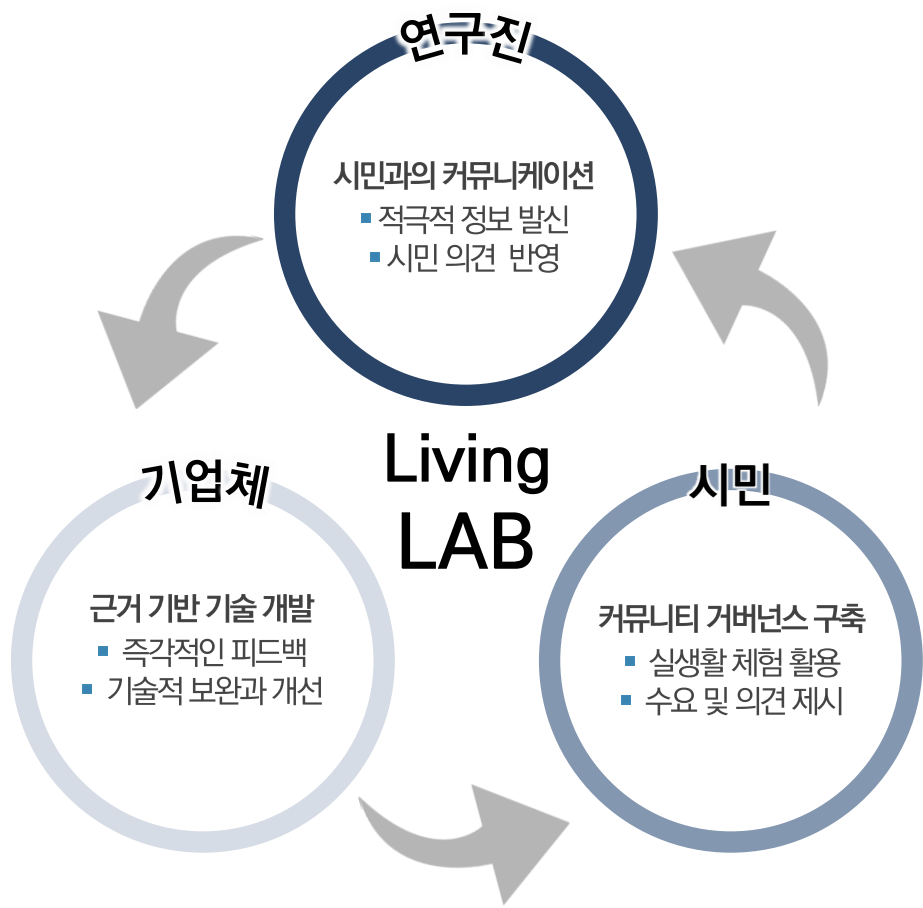 연구진
시민과의 커뮤니케이션
▪ 적극적 정보 발신
▪ 시민 의견 반영
Living
LAB
기업체
근거 기반 기술 개발
▪ 즉각적인 피드백
▪ 기술적 보완과 개선
시민
커뮤니티 거버넌스 구축
▪ 실생활 체험 활용
▪ 수요 및 의견 제시